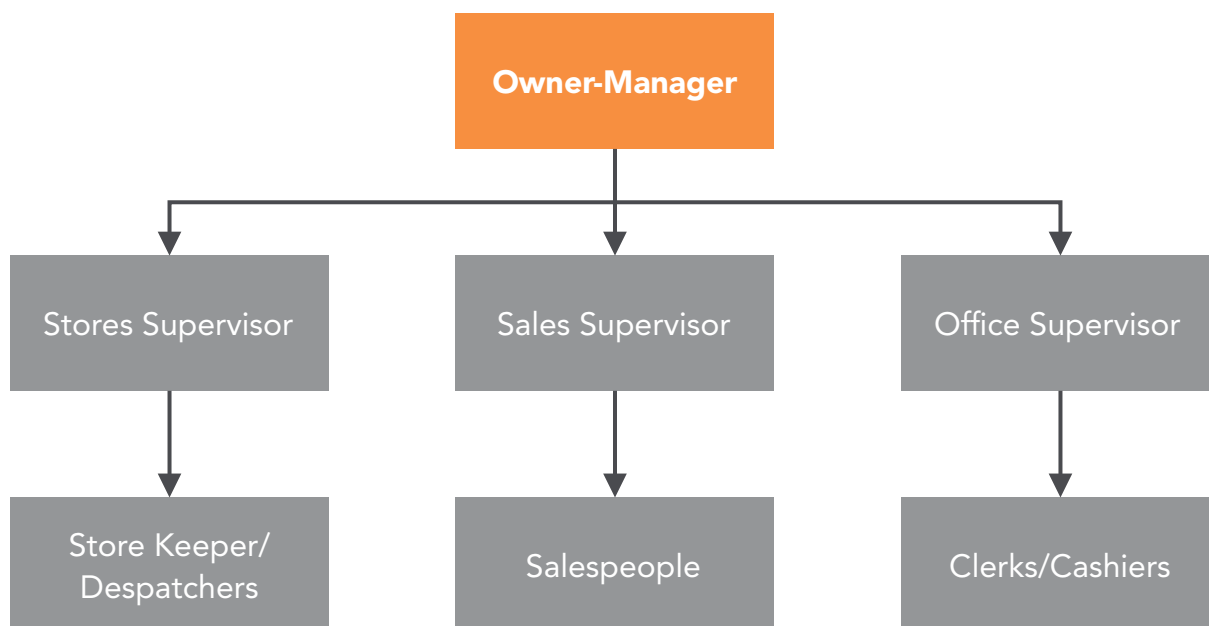 Owner-Manager
Stores Supervisor
Sales Supervisor
Office Supervisor
Store Keeper/
Despatchers
Salespeople
Clerks/Cashiers